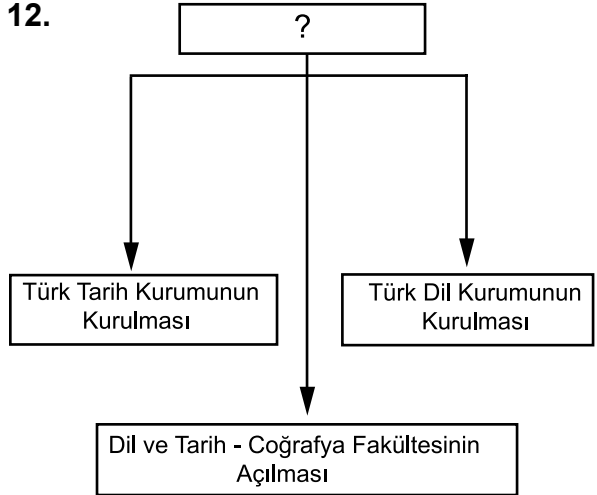 12.
?
Türk Tarih Kurumunun
Kurulması
Türk Dil Kurumunun
Kurulması
Dil ve Tarih - Coğrafya Fakültesinin
Açılması